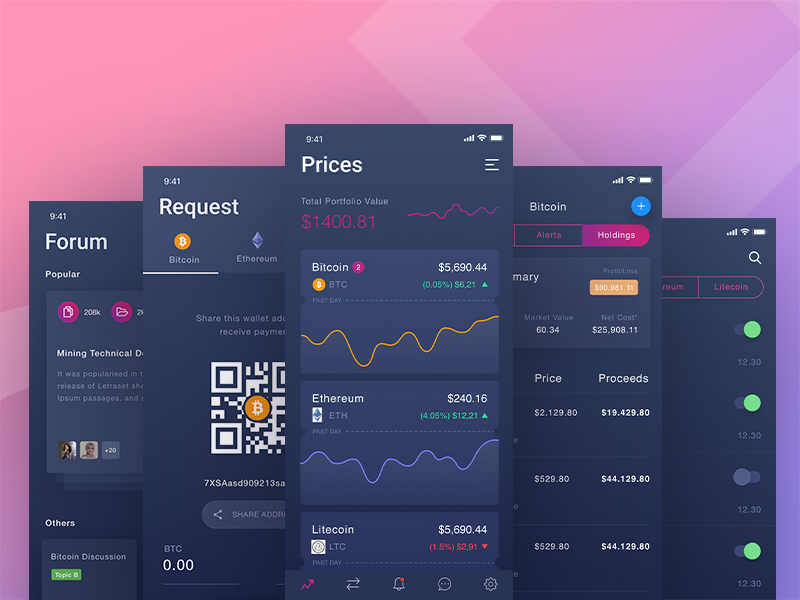 9:41
Forum
Popular
208k
Mining Technical
It was popularised in
release of Letraset
Ipsum passages, and
+20
Others
Bitcoin Discussion
Topic B
9:41
Request
Bitcoin
Ethereum
Share this wallet
receive
7XSAasd909213sa
SHARE
BTC
0.00
9:41
Prices
Total Portfolio Value
$1400.81
Bitcoin 2 $5,690.44
BTC (0.05%) $6,21
PAST DAY
Ethereum $240.16
ETH (4.05%) $12,21
PAST DAY
Litecoin $5,690.44
LTC (1.5%) $2,91
PAST DAY
Bitcoin
Alerts Holdings
mary Profit/Loss
$90,981.11
Market Value Net Cost*
60.34 $25,908.11
Price Proceeds
$2.129.80 $19.429.80
$529.80 $44.129.80
$529.80 $44.129.80
reum Litecoin
12.30
12.30
12.30
12.30